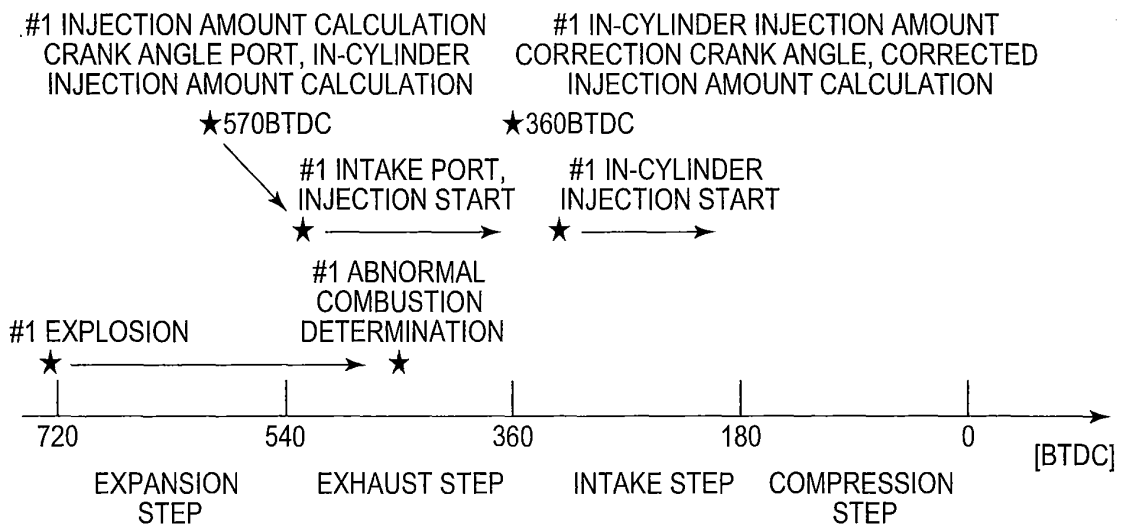 #1 INJECTION AMOUNT CALCULATION
CRANK ANGLE PORT, IN-CYLINDER
INJECTION AMOUNT CALCULATION
★570BTDC
#1 IN-CYLINDER INJECTION AMOUNT
CORRECTION CRANK ANGLE, CORRECTED
INJECTION AMOUNT CALCULATION
★360BTDC
#1 INTAKE PORT,
INJECTION START
#1 IN-CYLINDER
INJECTION START
#1 ABNORMAL
COMBUSTION
DETERMINATION
#1 EXPLOSION
720
540
360
180
0
[BTDC]
EXPANSION
STEP
EXHAUST STEP
INTAKE STEP
COMPRESSION
STEP